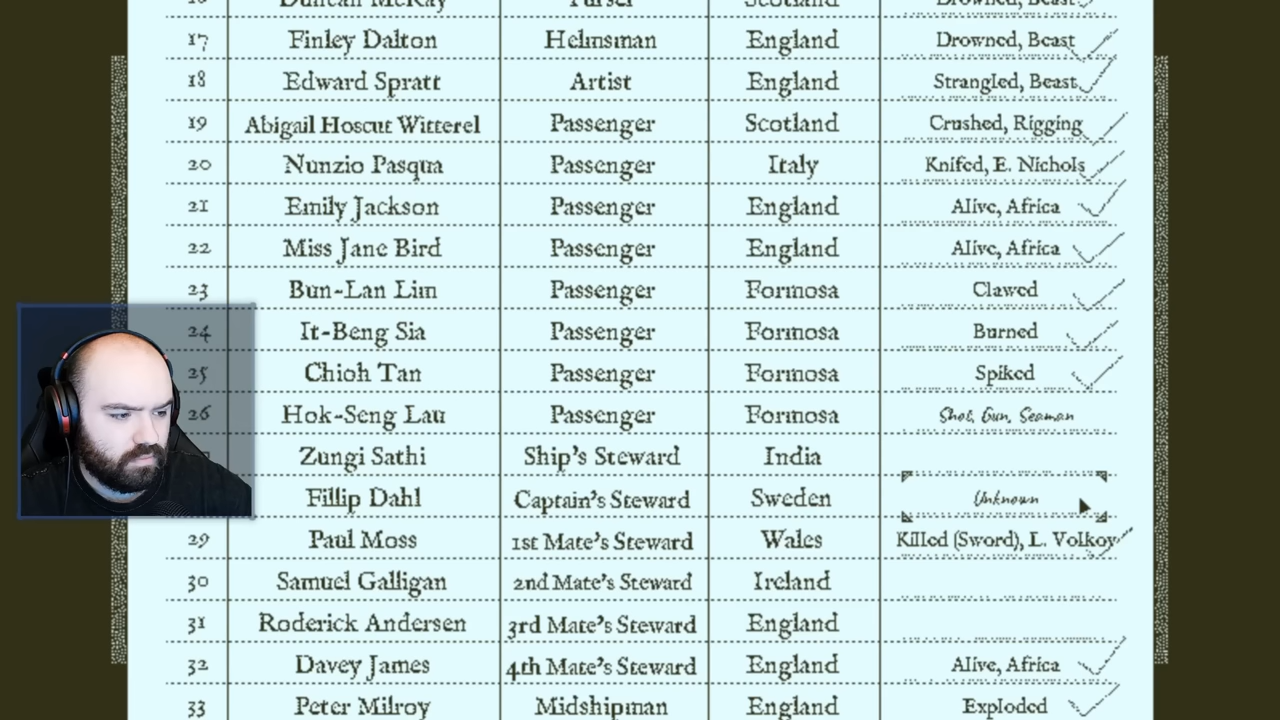 Duncan McKay Purser Scotland Drowned, Beast
17 Finley Dalton Helmsman England Drowned, Beast
18 Edward Spratt Artist England Strangled, Beast
19 Abigail Hoscut Witterel Passenger Scotland Crushed, Rigging
20 Nunzio Pasqua Passenger Italy Knifed, E. Nichols
21 Emily Jackson Passenger England Alive, Africa
22 Miss Jane Bird Passenger England Alive, Africa
23 Bun-Lan Lim Passenger Formosa Clawed
24 It-Beng Sia Passenger Formosa Burned
25 Chioh Tan Passenger Formosa Spiked
26 Hok-Seng Lau Passenger Formosa Shot, Gun, Seaman
Zungi Sathi Ship's Steward India
Fillip Dahl Captain's Steward Sweden Unknown
29 Paul Moss 1st Mate's Steward Wales Killed (Sword), L. Volkov
30 Samuel Galligan 2nd Mate's Steward Ireland
31 Roderick Andersen 3rd Mate's Steward England
32 Davey James 4th Mate's Steward England Alive, Africa
33 Peter Milroy Midshipman England Exploded